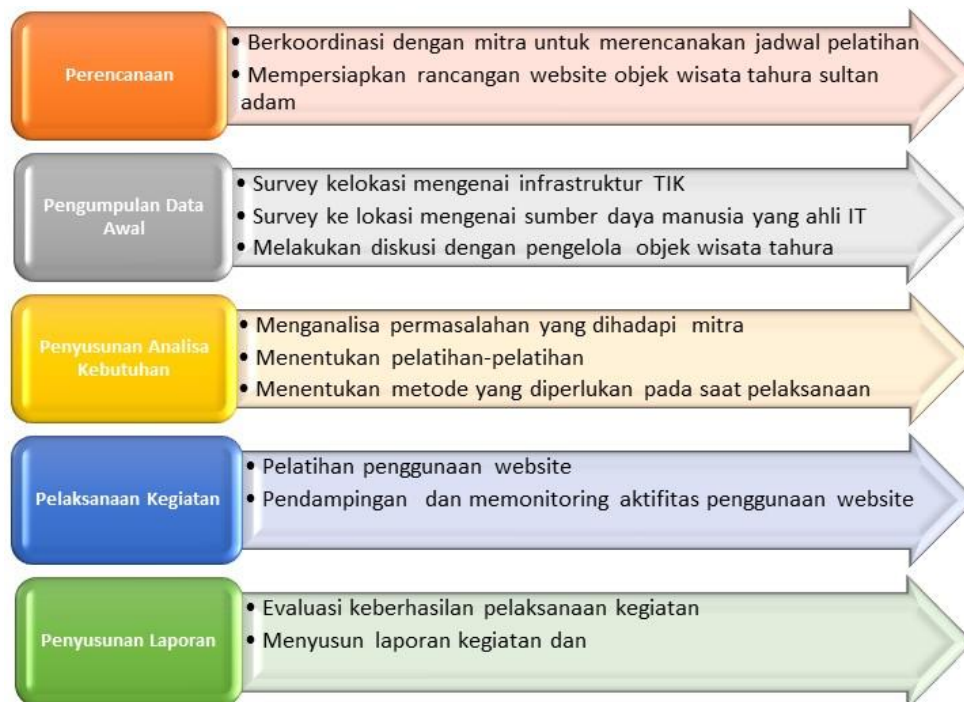 Perencanaan
• Berkoordinasi dengan mitra untuk merencanakan jadwal pelatihan
• Mempersiapkan rancangan website objek wisata tahura sultan
adam
Pengumpulan Data
Awal
• Survey kelokasi mengenai infrastruktur TIK
• Survey ke lokasi mengenai sumber daya manusia yang ahli IT
• Melakukan diskusi dengan pengelola objek wisata tahura
Penyusunan Analisa
Kebutuhan
• Menganalisa permasalahan yang dihadapi mitra
• Menentukan pelatihan-pelatihan
• Menentukan metode yang diperlukan pada saat pelaksanaan
Pelaksanaan Kegiatan
• Pelatihan penggunaan website
• Pendampingan dan memonitoring aktifitas penggunaan website
Penyusunan Laporan
• Evaluasi keberhasilan pelaksanaan kegiatan
• Menyusun laporan kegiatan dan